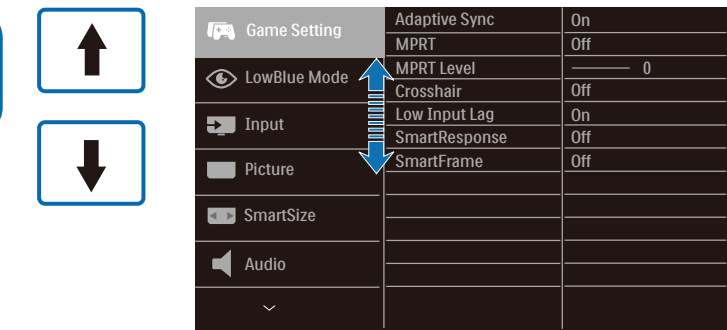 Game Setting
LowBlue Mode
Input
Picture
SmartSize
Audio
Adaptive Sync On
MPRT Off
MPRT Level 0
Crosshair Off
Low Input Lag On
SmartResponse Off
SmartFrame Off